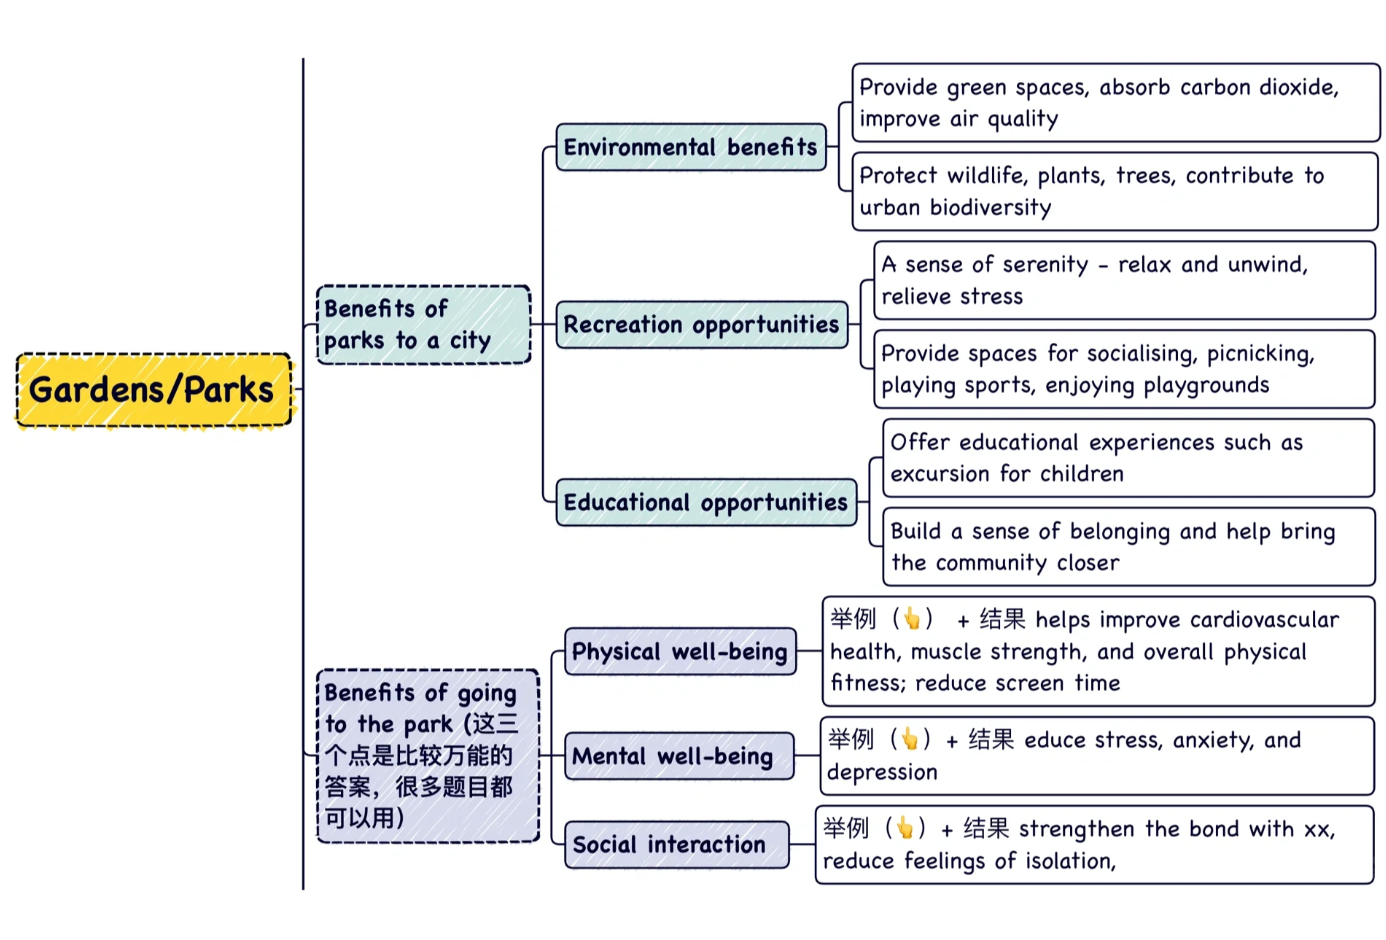 Gardens/Parks
Benefits of
parks to a city
Environmental benefits
Provide green spaces, absorb carbon dioxide,
improve air quality
Protect wildlife, plants, trees, contribute to
urban biodiversity
Recreation opportunities
A sense of serenity - relax and unwind,
relieve stress
Provide spaces for socialising, picnicking,
playing sports, enjoying playgrounds
Educational opportunities
Offer educational experiences such as
excursion for children
Build a sense of belonging and help bring
the community closer
Benefits of going
to the park (这三
个点是比较万能的
答案，很多题目都
可以用)
Physical well-being
举例（👆） + 结果 helps improve cardiovascular
health, muscle strength, and overall physical
fitness; reduce screen time
Mental well-being
举例（👆）+ 结果 educe stress, anxiety, and
depression
Social interaction
举例（👆）+ 结果 strengthen the bond with xx,
reduce feelings of isolation,